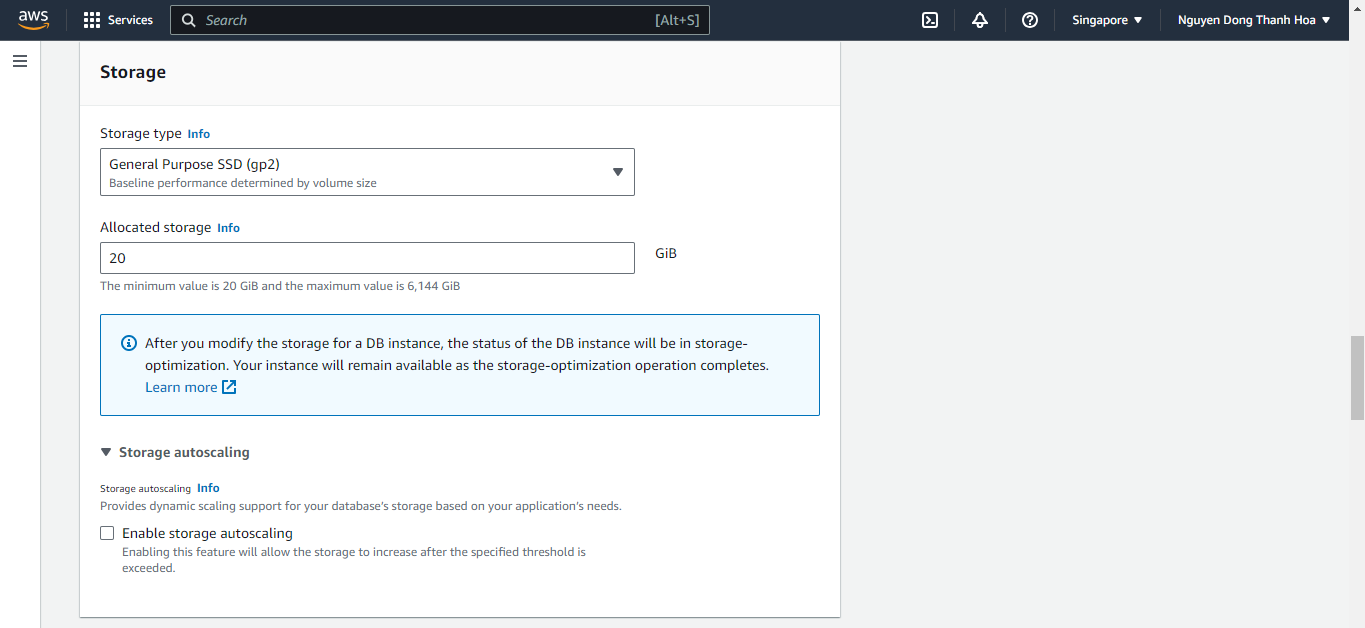 aws
Services
Search
[Alt+S]
Singapore
Nguyen Dong Thanh Hoa
Storage
Storage type Info
General Purpose SSD (gp2)
Baseline performance determined by volume size
Allocated storage Info
20
GiB
The minimum value is 20 GiB and the maximum value is 6,144 GiB
After you modify the storage for a DB instance, the status of the DB instance will be in storage-
optimization. Your instance will remain available as the storage-optimization operation completes.
Learn more
Storage autoscaling
Storage autoscaling Info
Provides dynamic scaling support for your database's storage based on your application's needs.
Enable storage autoscaling
Enabling this feature will allow the storage to increase after the specified threshold is
exceeded.